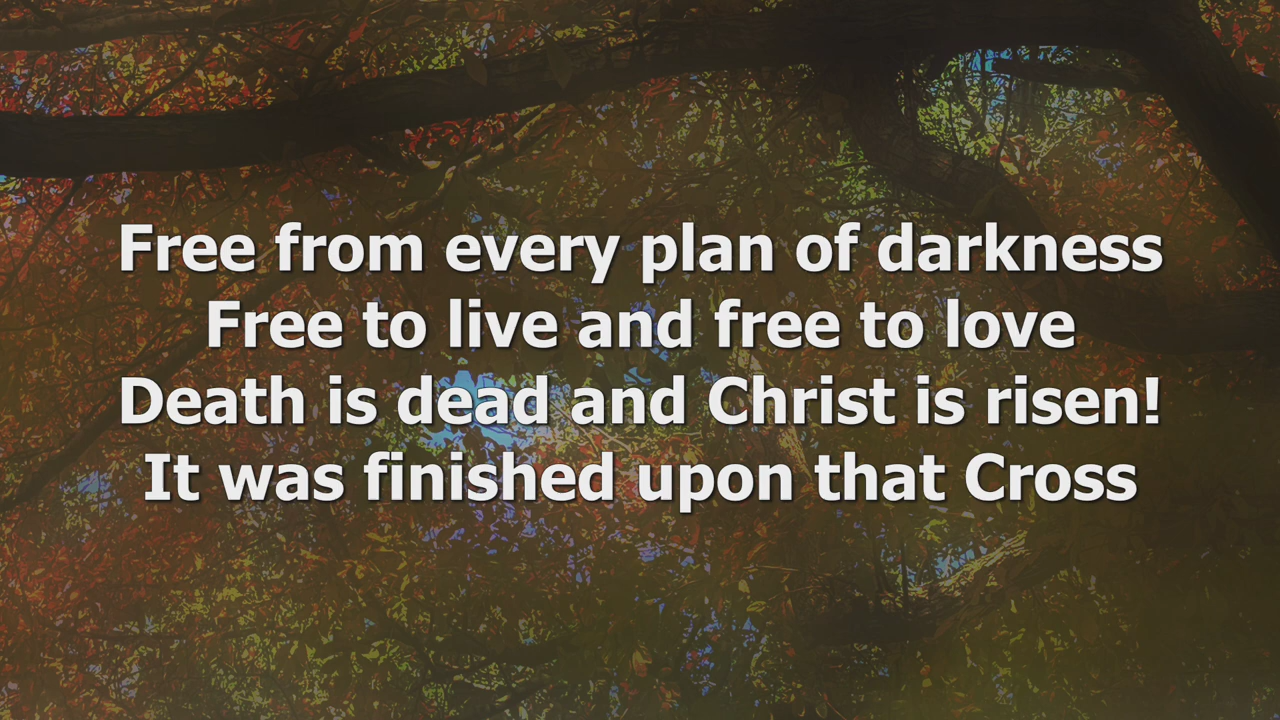 Free from every plan of darkness
Free to live and free to love
Death is dead and Christ is risen!
It was finished upon that Cross